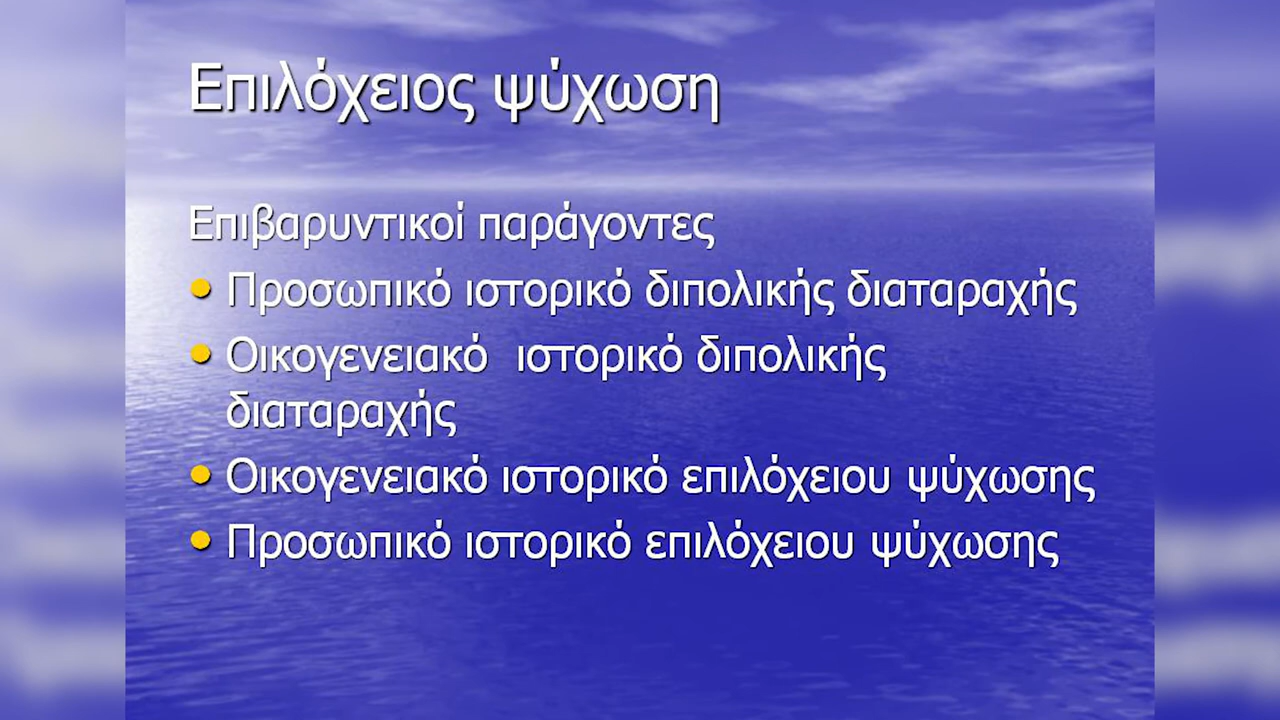 Επιλόχειος ψύχωση
Επιβαρυντικοί παράγοντες
• Προσωπικό ιστορικό διπολικής διαταραχής
• Οικογενειακό  ιστορικό διπολικής
διαταραχής
• Οικογενειακό ιστορικό επιλόχειου ψύχωσης
• Προσωπικό ιστορικό επιλόχειου ψύχωσης